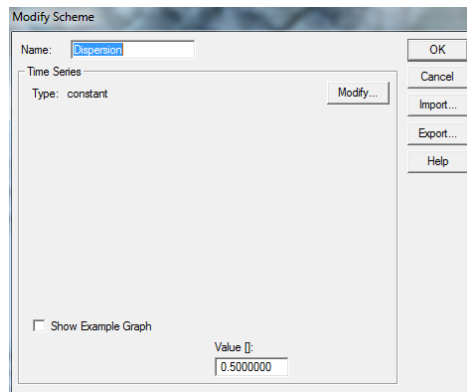 Modify Scheme
Name: Dispersion
OK
Time Series
Cancel
Type: constant
Modify...
Import...
Export...
Help
Show Example Graph
Value []:
0.5000000